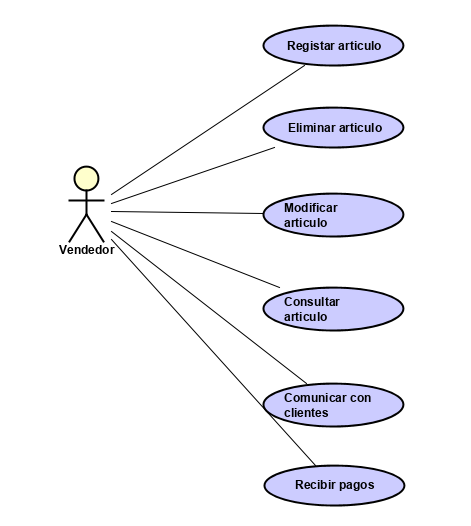 Registar articulo
Eliminar articulo
Modificar
articulo
Vendedor
Consultar
articulo
Comunicar con
clientes
Recibir pagos